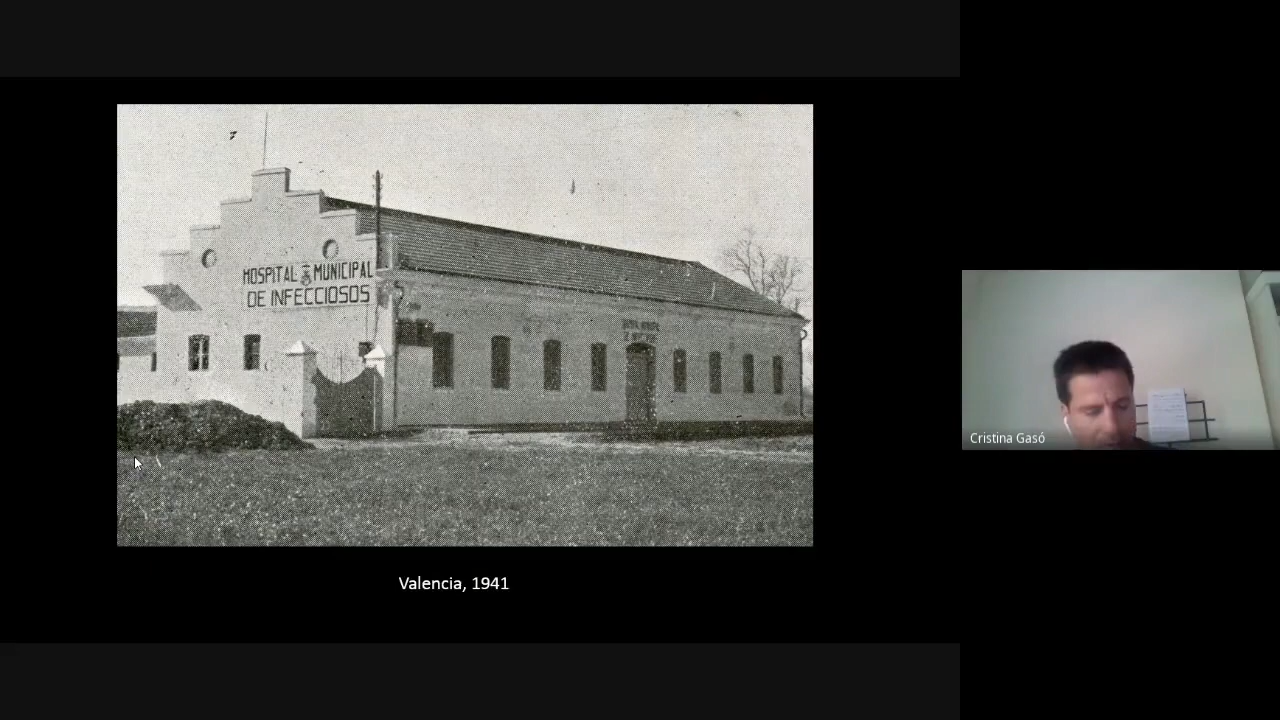 HOSPITAL MUNICIPAL
DE INFECCIOSOS
Valencia, 1941
Cristina Gasó